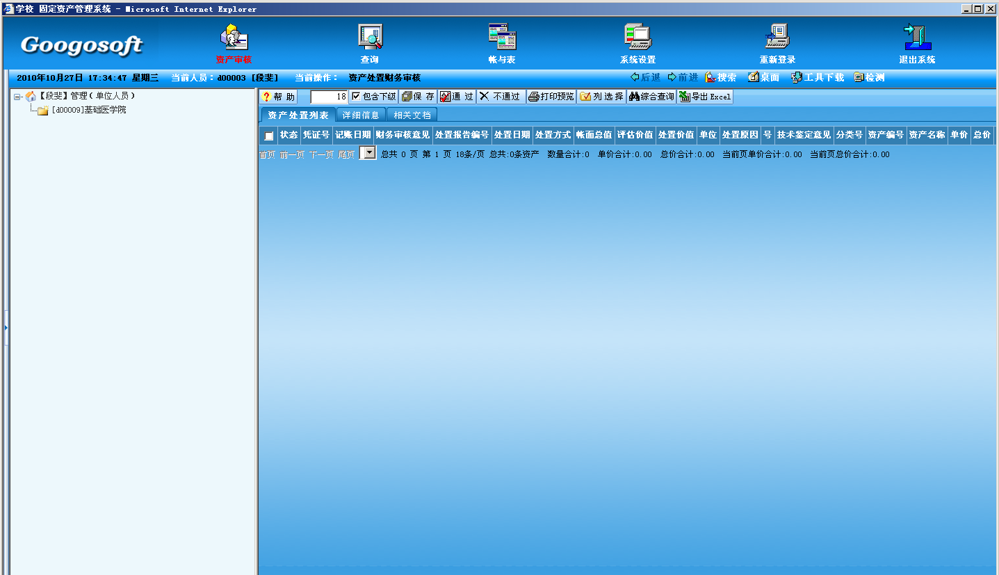 学校 固定资产管理系统 - Microsoft Internet Explorer
Googosoft
资产审核 查询 帐与表 系统设置 重新登录 退出系统
2010年10月27日 17:34:47 星期三 当前人员：d00003 [段斐] 当前操作： 资产处置财务审核 后退 前进 搜索 桌面 工具下载 检测
【段斐】管理(单位人员)
[d00009]基础医学院
帮 助 18 包含下级 保 存 通 过 不通过 打印预览 列 选 择 综合查询 导出Excel
资产处置列表 详细信息 相关文档
状态 凭证号 记账日期 财务审核意见 处置报告编号 处置日期 处置方式 帐面总值 评估价值 处置价值 单位 处置原因 号 技术鉴定意见 分类号 资产编号 资产名称 单价 总价
首页 前一页 下一页 尾页 总共 0 页 第 1 页 18条/页 总共:0条资产 数量合计:0 单价合计:0.00 总价合计:0.00 当前页单价合计:0.00 当前页总价合计:0.00